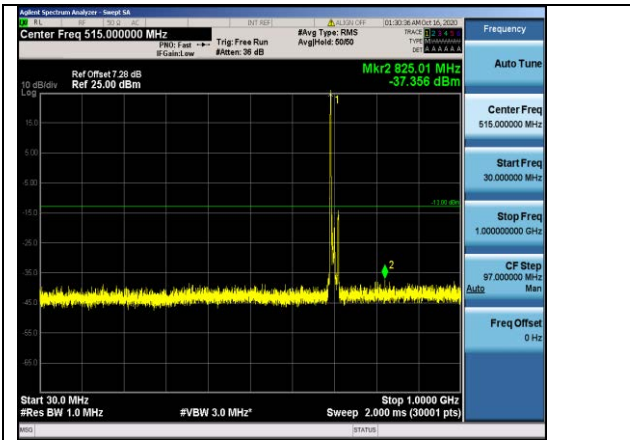 Agilent Spectrum Analyzer - Swept SA
RL RF 50 Ω AC INT REF ALIGN OFF 01:30:36 AM Oct 16, 2020
Center Freq 515.000000 MHz
PNO: Fast
IFGain:Low
Trig: Free Run
#Atten: 36 dB
#Avg Type: RMS
Avg|Hold: 50/50
TRACE 1 2 3 4 5 6
TYPE
DET A A A A A A
Frequency
Mkr2 825.01 MHz
-37.356 dBm
Ref Offset 7.28 dB
10 dB/div Ref 25.00 dBm
Log
1
15.0
5.00
-5.00
-13.00 dBm
-15.0
-25.0
2
-35.0
-45.0
-55.0
-65.0
Start 30.0 MHz
Stop 1.0000 GHz
#Res BW 1.0 MHz
#VBW 3.0 MHz*
Sweep 2.000 ms (30001 pts)
MSG
STATUS
Auto Tune
Center Freq
515.000000 MHz
Start Freq
30.000000 MHz
Stop Freq
1.000000000 GHz
CF Step
97.000000 MHz
Auto Man
Freq Offset
0 Hz